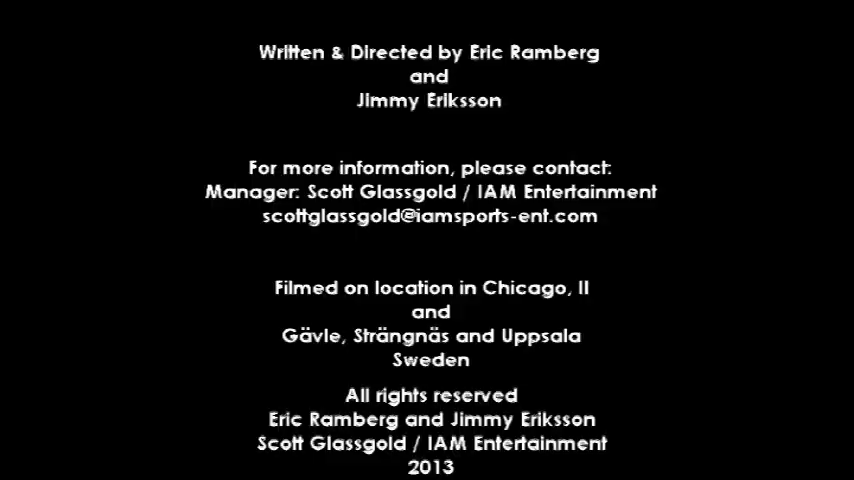 Written & Directed by Eric Ramberg
and
Jimmy Eriksson
For more information, please contact:
Manager: Scott Glassgold / IAM Entertainment
scottglassgold@iamsports-ent.com
Filmed on location in Chicago, Il
and
Gävle, Strängnäs and Uppsala
Sweden
All rights reserved
Eric Ramberg and Jimmy Eriksson
Scott Glassgold / IAM Entertainment
2013